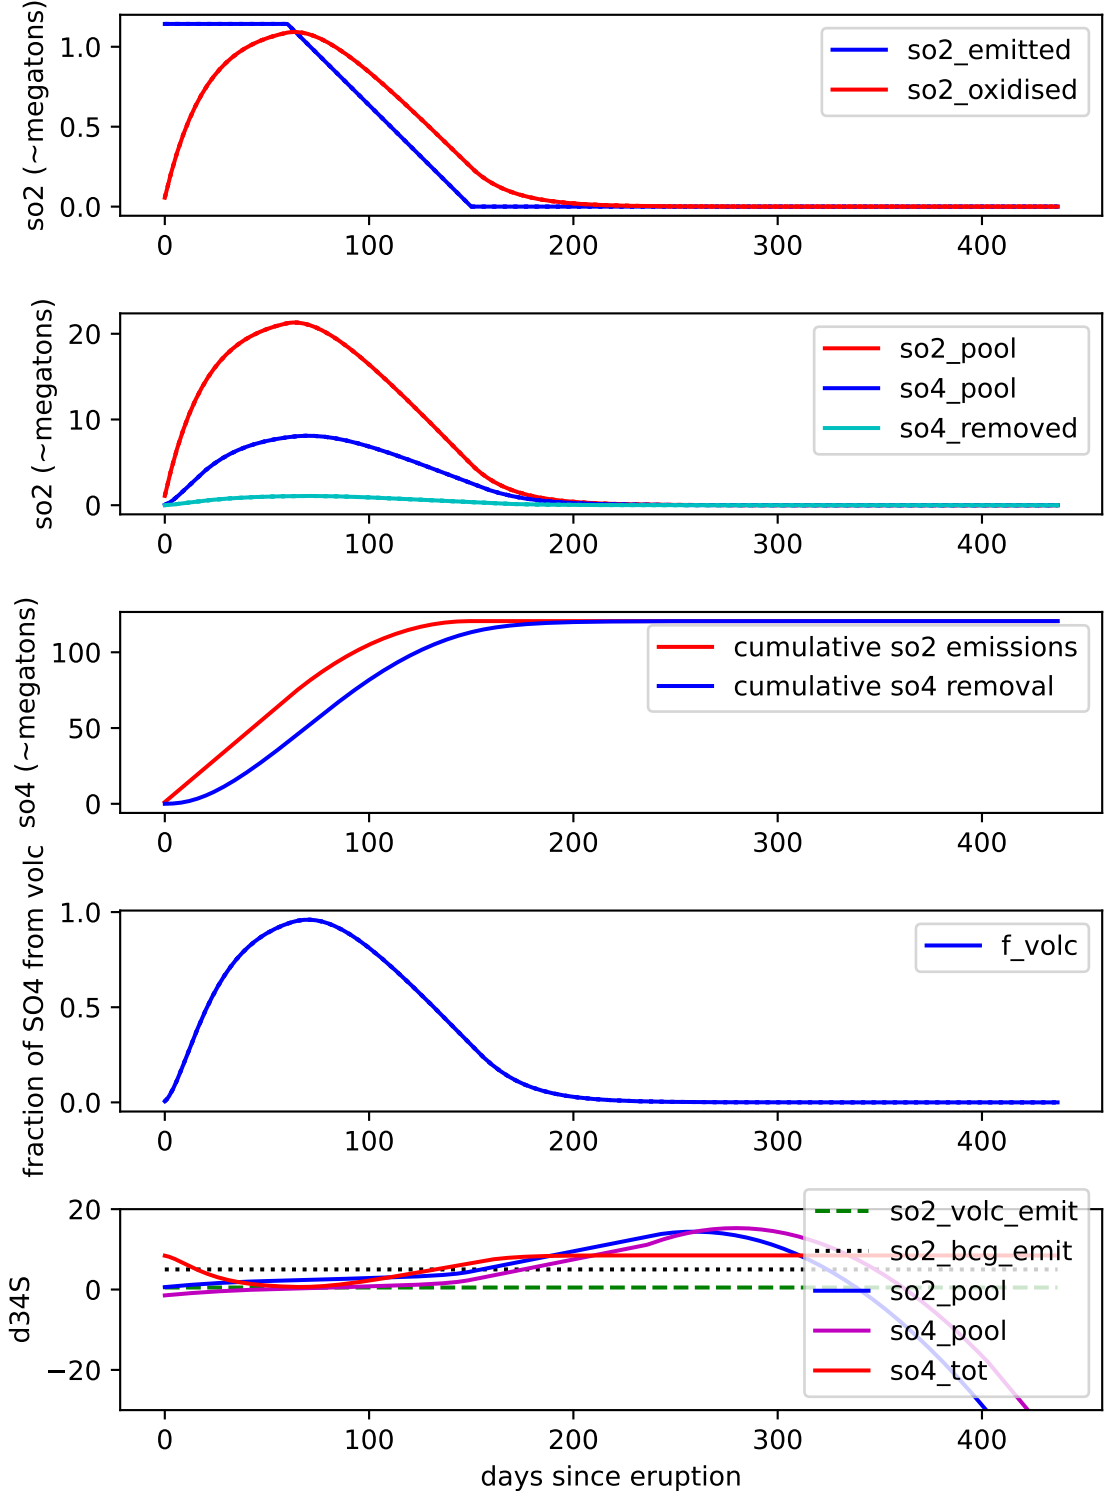 so2 (~megatons)
1.0
0.5
0.0
so2_emitted
so2_oxidised
0 100 200 300 400
so2 (~megatons)
20
10
0
so2_pool
so4_pool
so4_removed
0 100 200 300 400
so4 (~megatons)
100
50
0
cumulative so2 emissions
cumulative so4 removal
0 100 200 300 400
fraction of SO4 from volc
1.0
0.5
0.0
f_volc
0 100 200 300 400
d34S
20
0
−20
so2_volc_emit
so2_bcg_emit
so2_pool
so4_pool
so4_tot
0 100 200 300 400
days since eruption